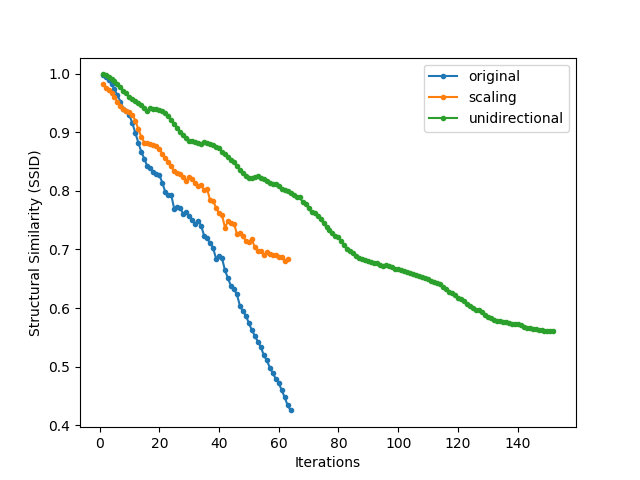 original
scaling
unidirectional
Structural Similarity (SSID)
1.0
0.9
0.8
0.7
0.6
0.5
0.4
0 20 40 60 80 100 120 140
Iterations